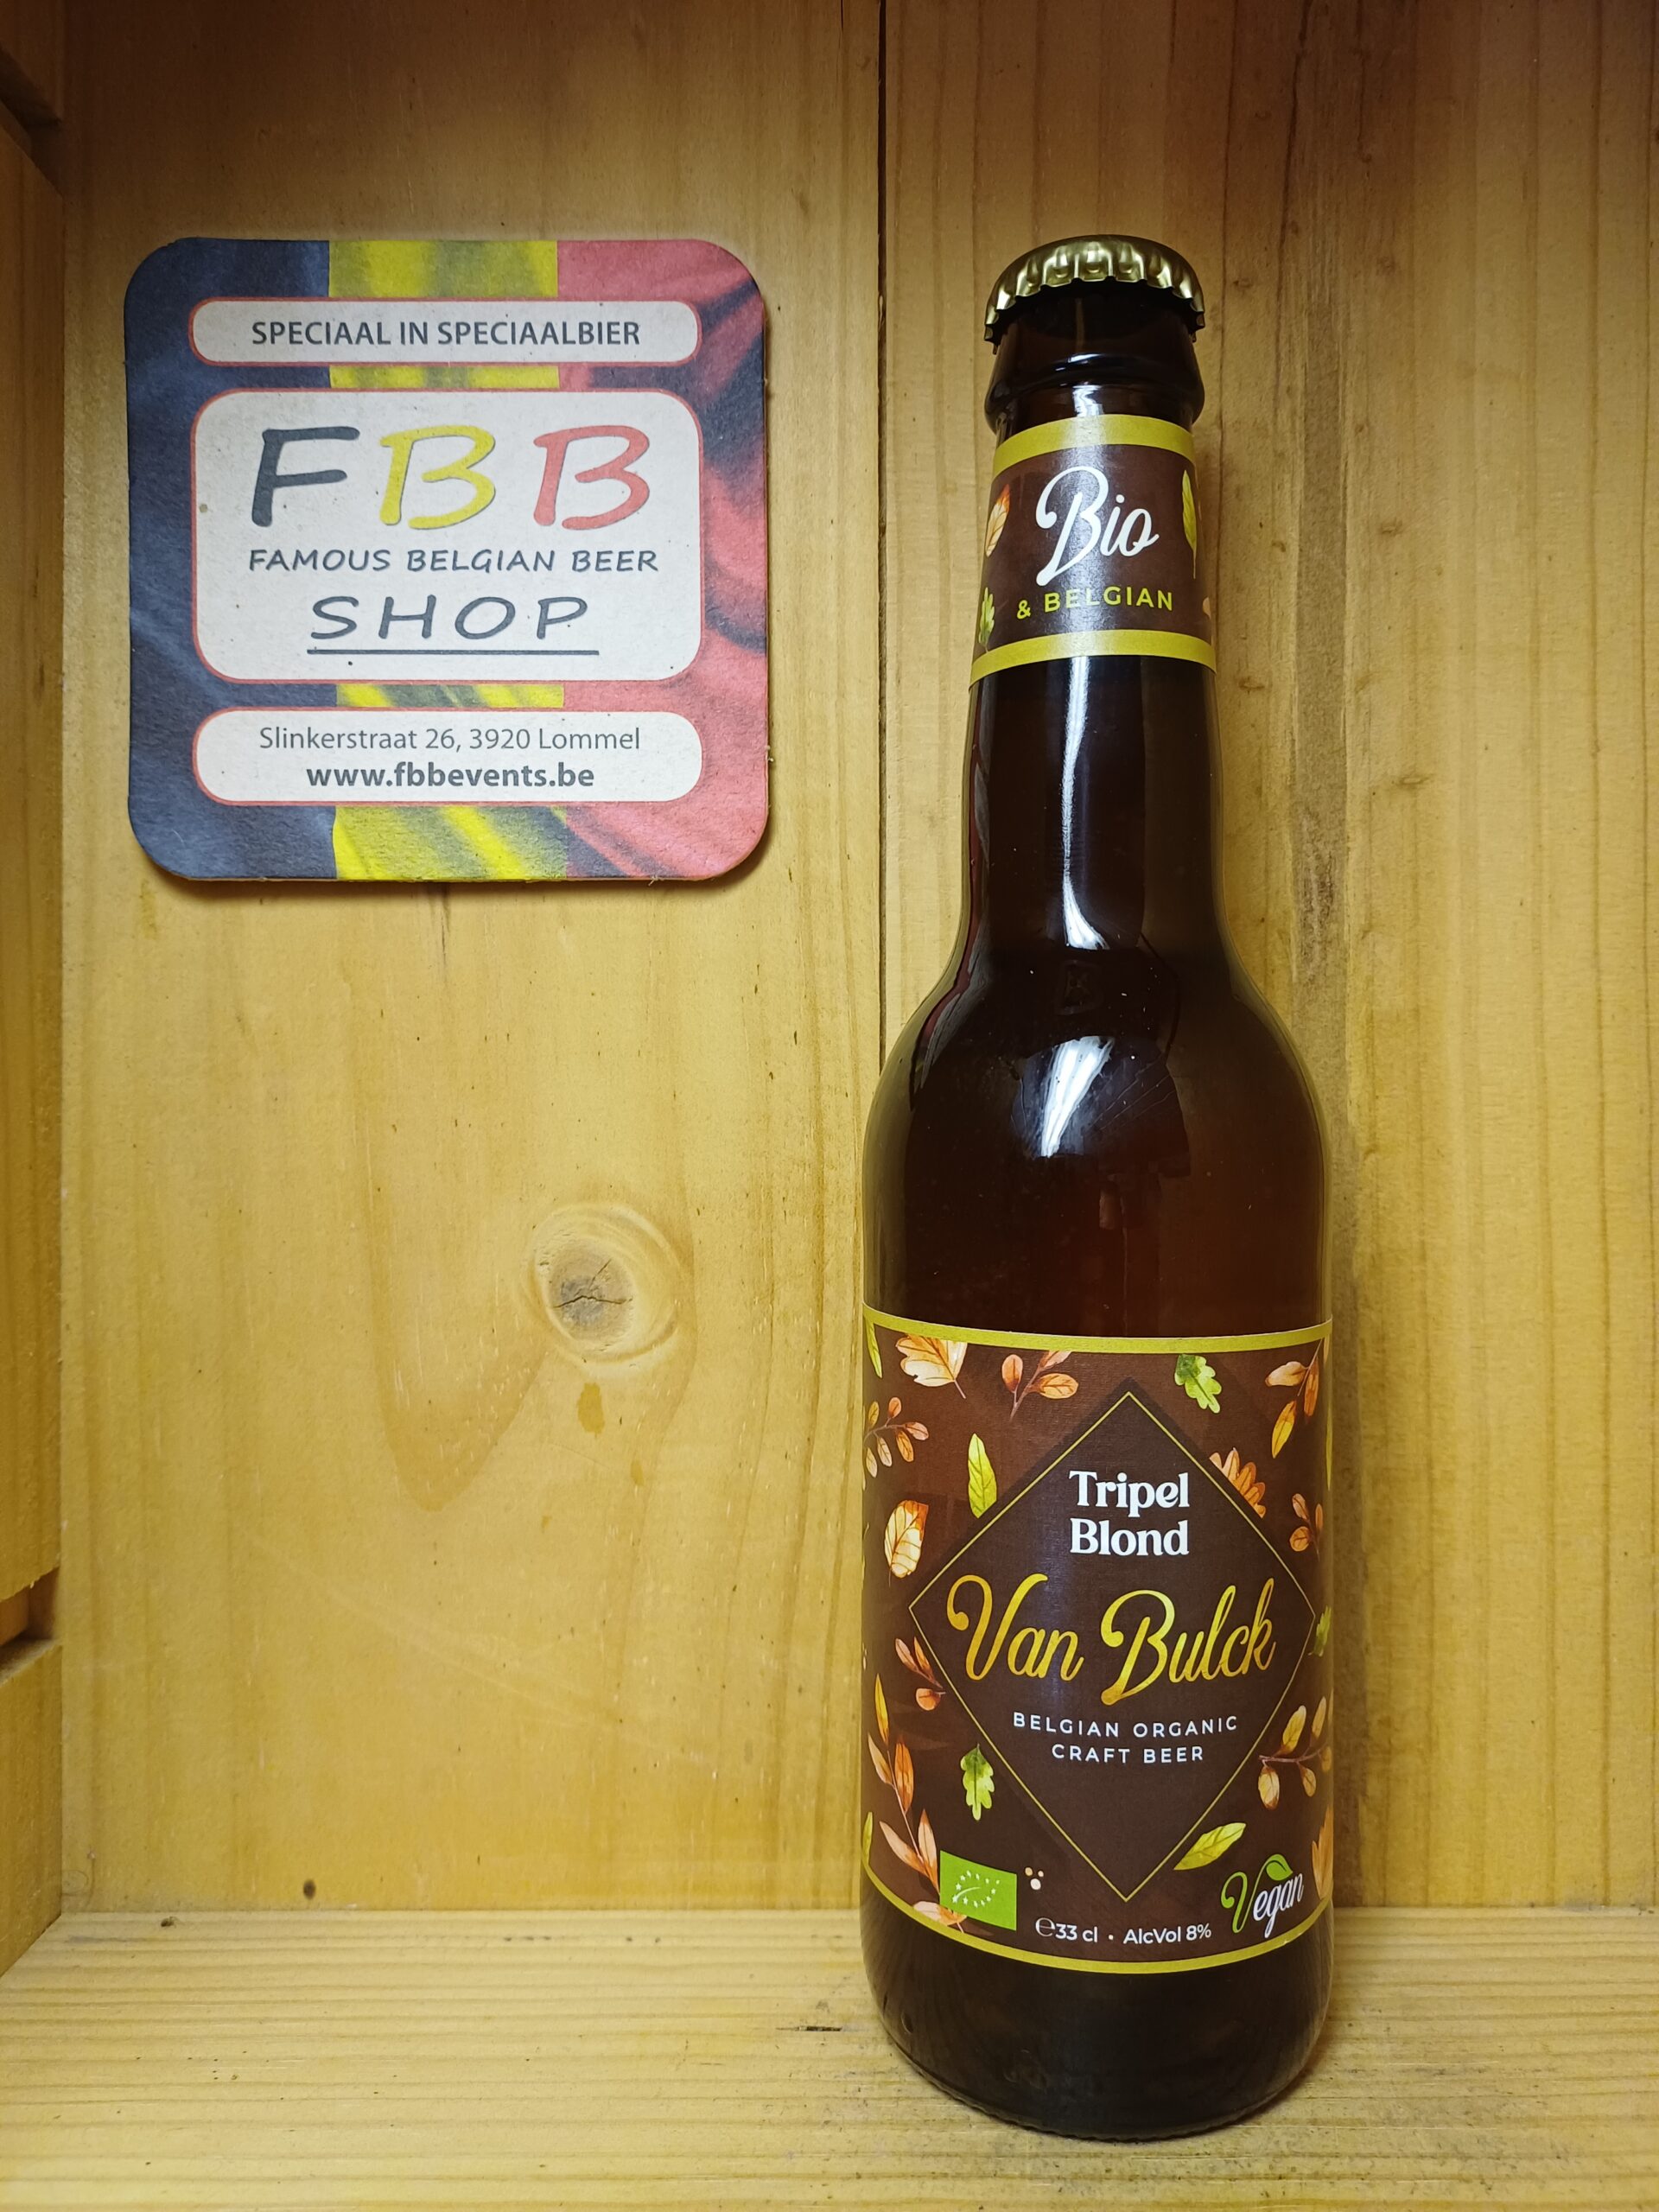 SPECIAAL IN SPECIAALBIER
FBB
FAMOUS BELGIAN BEER
SHOP
Slinkerstraat 26, 3920 Lommel
www.fbbevents.be
Bio
& BELGIAN
Tripel
Blond
Van Bulck
BELGIAN ORGANIC
CRAFT BEER
Vegan
℮33 cl • AlcVol 8%